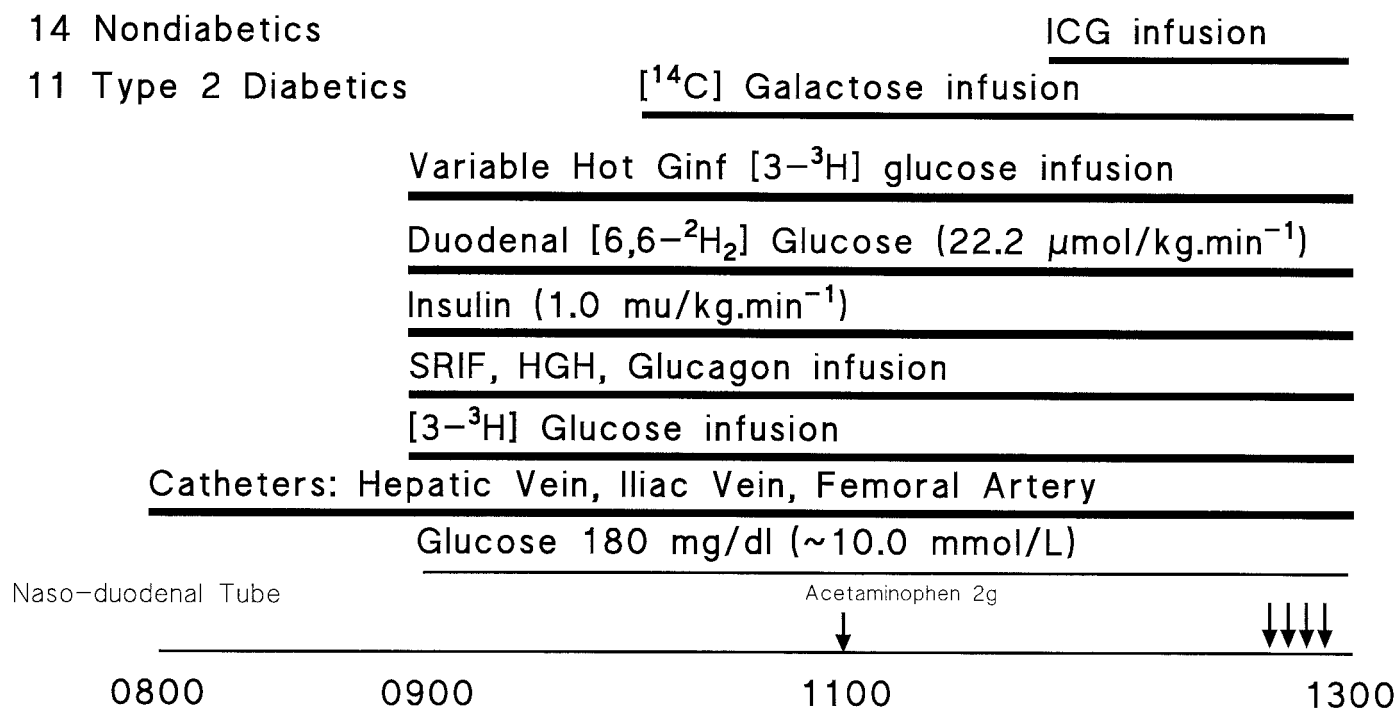 14 Nondiabetics
ICG infusion
11 Type 2 Diabetics
[¹⁴C] Galactose infusion
Variable Hot Ginf [3–³H] glucose infusion
Duodenal [6,6–²H₂] Glucose (22.2 μmol/kg.min⁻¹)
Insulin (1.0 mu/kg.min⁻¹)
SRIF, HGH, Glucagon infusion
[3–³H] Glucose infusion
Catheters: Hepatic Vein, Iliac Vein, Femoral Artery
Glucose 180 mg/dl (~10.0 mmol/L)
Naso–duodenal Tube
Acetaminophen 2g
0800 0900 1100 1300